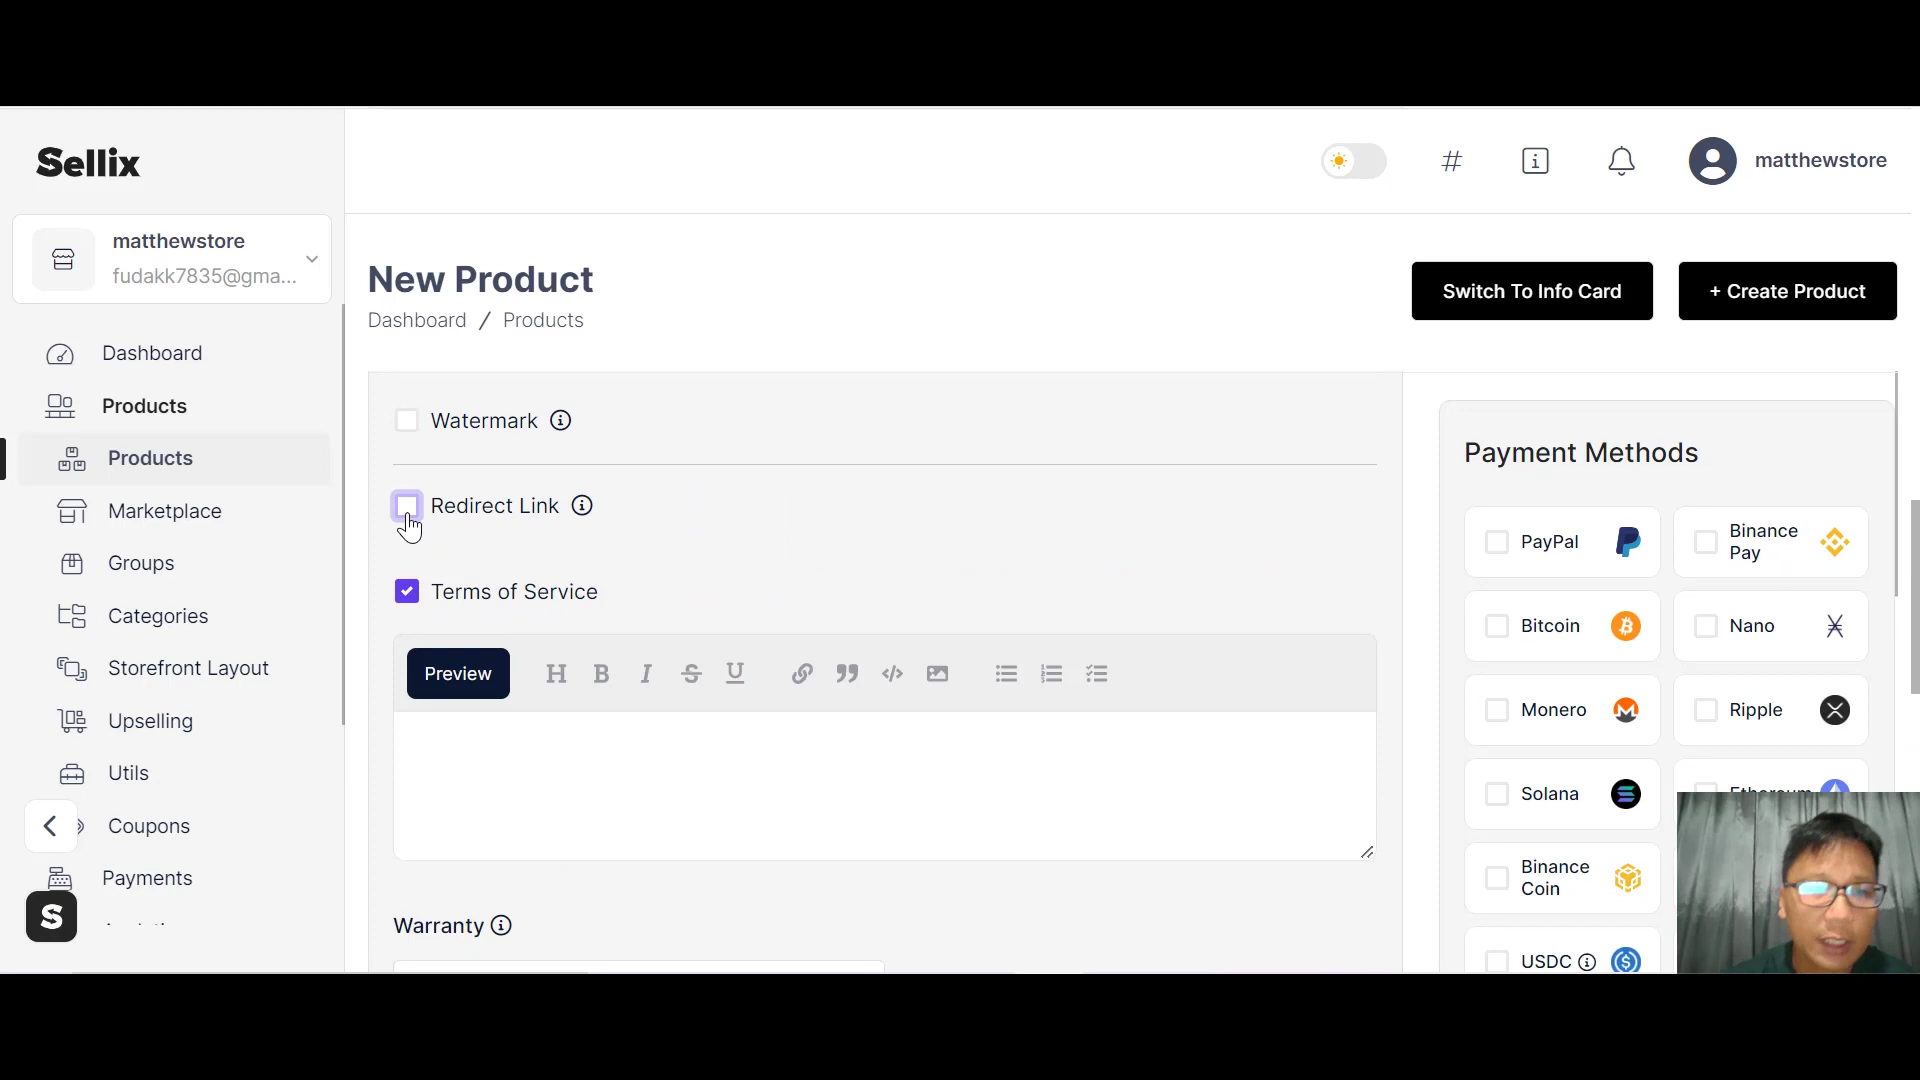 Sellix
matthewstore
fudakk7835@gma...
Dashboard
Products
Products
Marketplace
Groups
Categories
Storefront Layout
Upselling
Utils
Coupons
Payments
matthewstore
New Product
Dashboard / Products
Switch To Info Card
+ Create Product
Watermark
Redirect Link
Terms of Service
Preview
Warranty
Payment Methods
PayPal
Binance
Pay
Bitcoin
Nano
Monero
Ripple
Solana
Ethereum
Binance
Coin
USDC